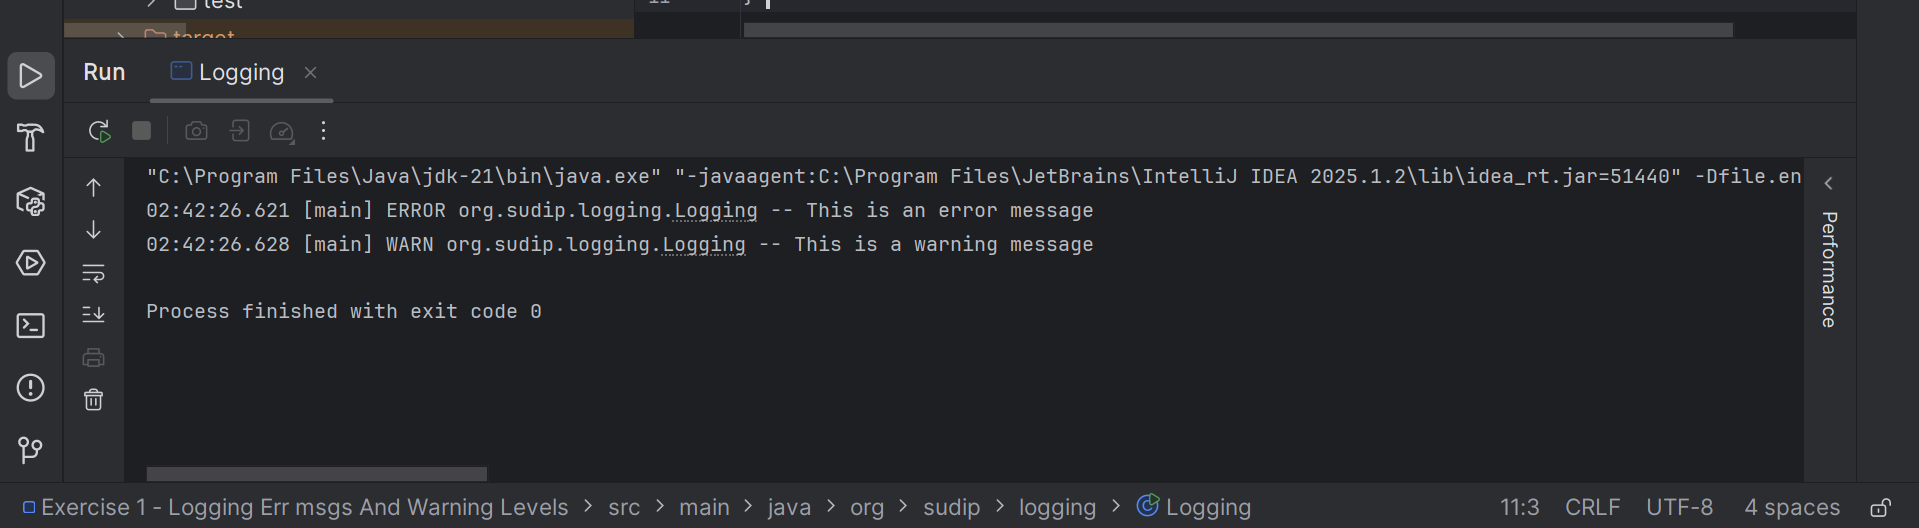 test
11 }
target
Run Logging
"C:\Program Files\Java\jdk-21\bin\java.exe" "-javaagent:C:\Program Files\JetBrains\IntelliJ IDEA 2025.1.2\lib\idea_rt.jar=51440" -Dfile.en
02:42:26.621 [main] ERROR org.sudip.logging.Logging -- This is an error message
02:42:26.628 [main] WARN org.sudip.logging.Logging -- This is a warning message
Process finished with exit code 0
Performance
Exercise 1 - Logging Err msgs And Warning Levels > src > main > java > org > sudip > logging > Logging 11:3 CRLF UTF-8 4 spaces